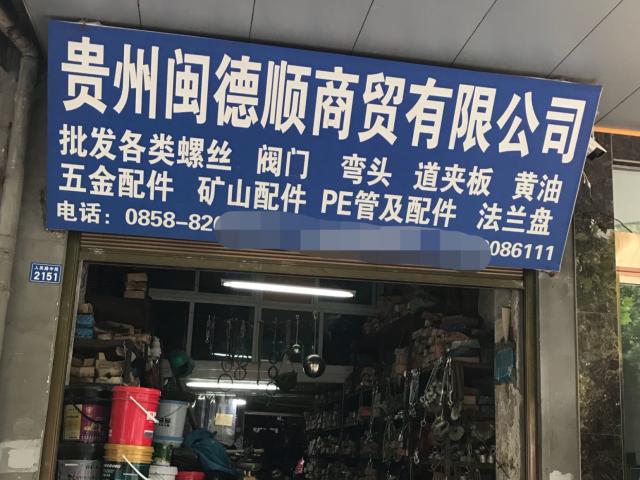 贵州闽德顺商贸有限公司
批发各类螺丝 阀门 弯头 道夹板 黄油
五金配件 矿山配件 PE管及配件 法兰盘
电话：0858-82
086111
人民路中路
2151